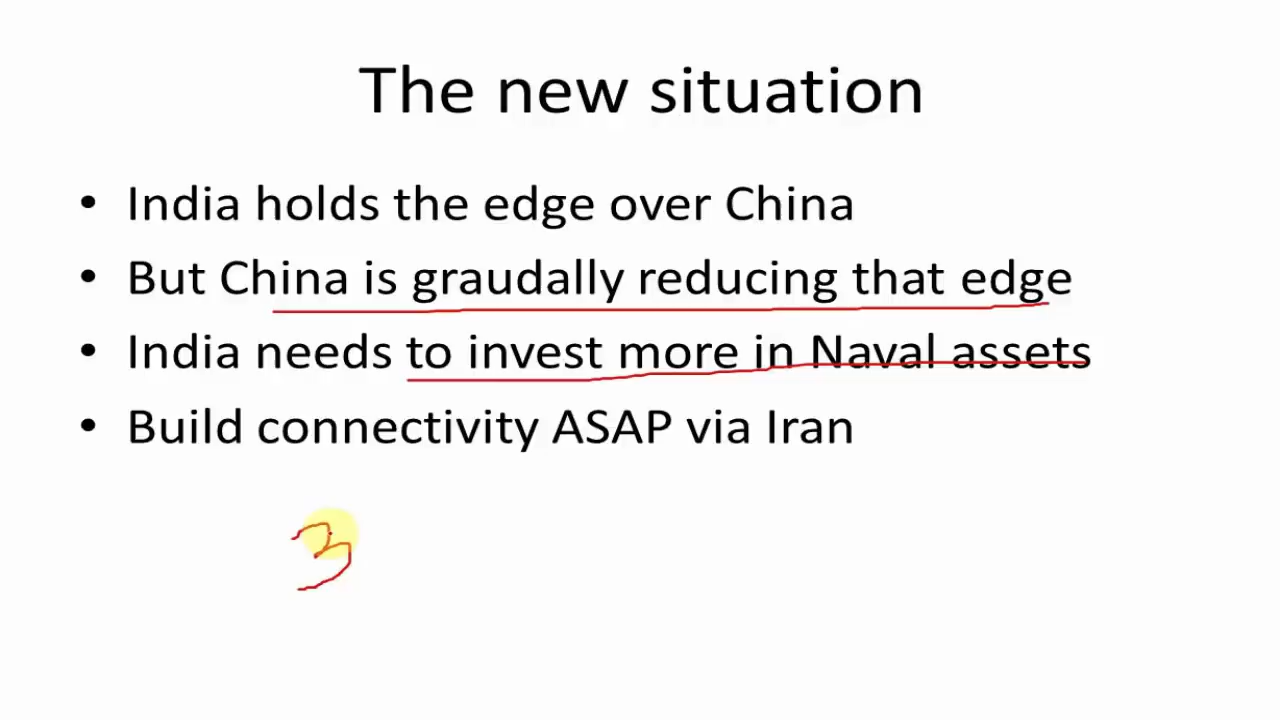 The new situation
• India holds the edge over China
• But China is graudally reducing that edge
• India needs to invest more in Naval assets
• Build connectivity ASAP via Iran
3